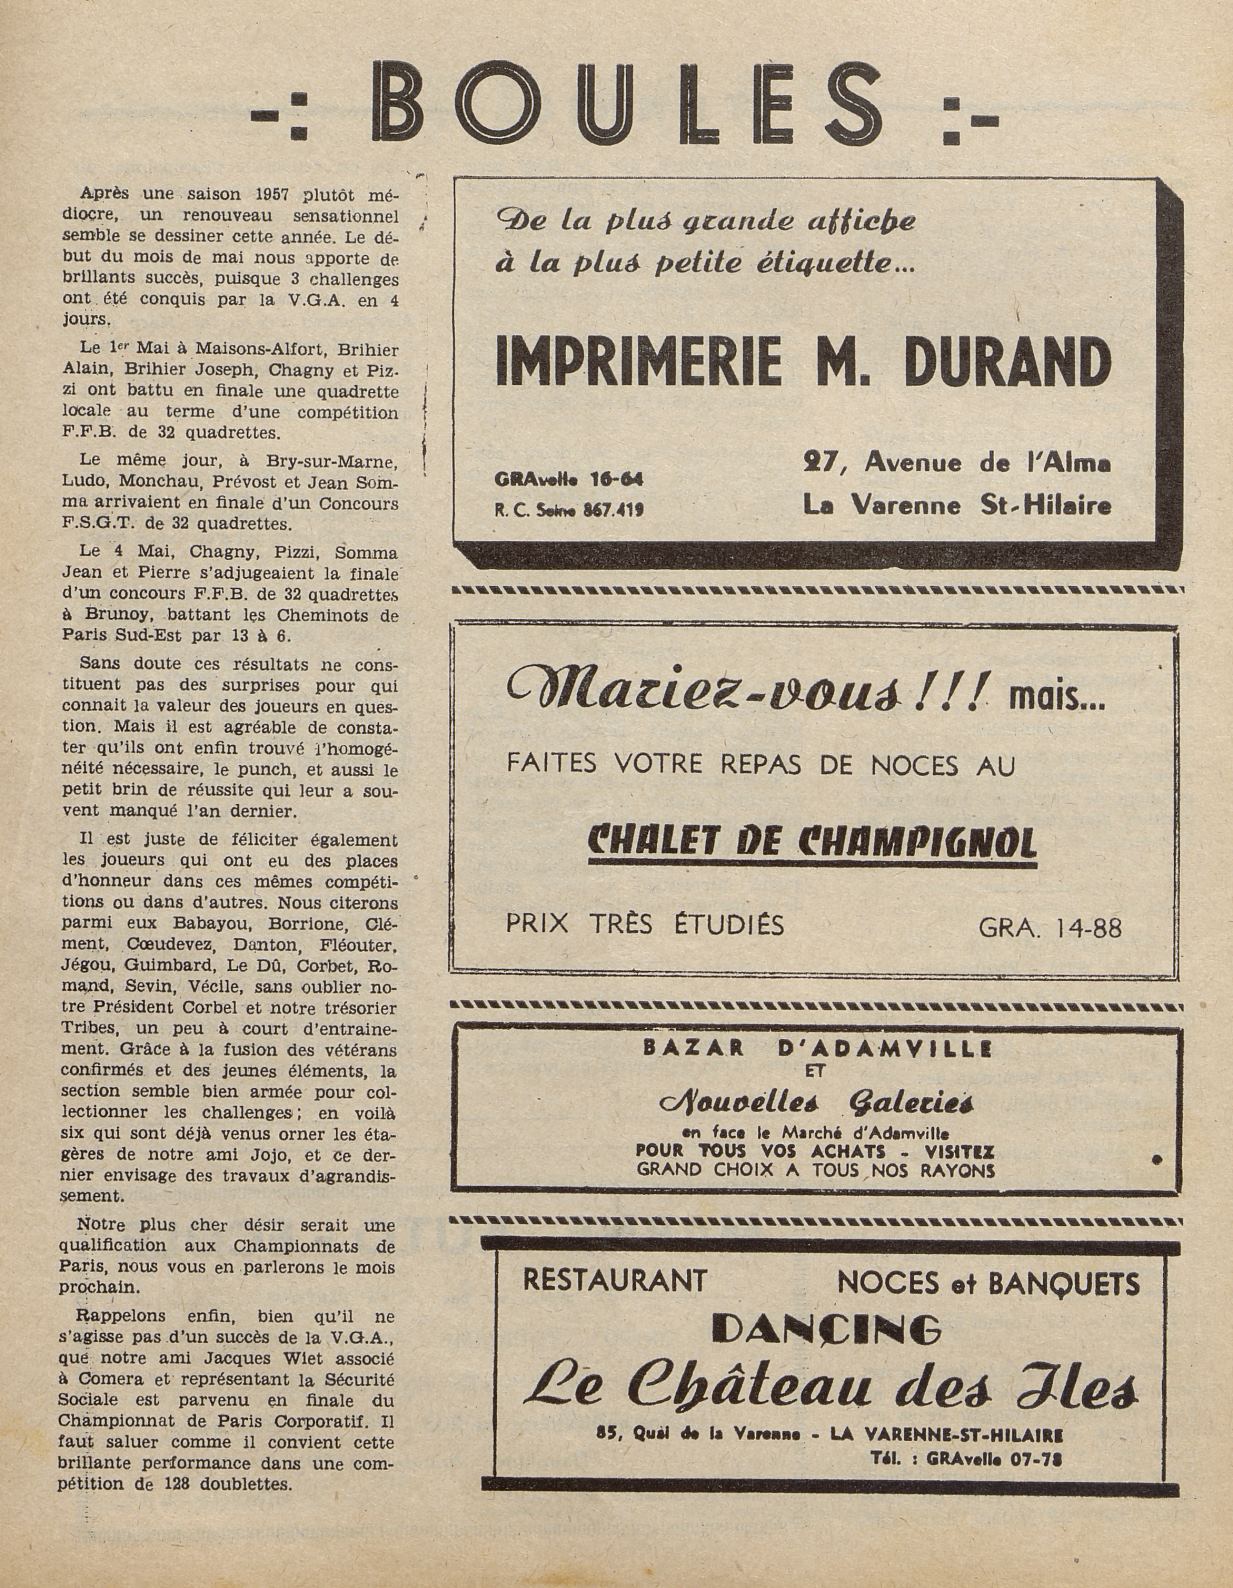 -: BOULES :-
Après une saison 1957 plutôt mé-
diocre, un renouveau sensationnel
semble se dessiner cette année. Le dé-
but du mois de mai nous apporte de
brillants succès, puisque 3 challenges
ont été conquis par la V.G.A. en 4
jours.
Le 1er Mai à Maisons-Alfort, Brihier
Alain, Brihier Joseph, Chagny et Piz-
zi ont battu en finale une quadrette
locale au terme d'une compétition
F.F.B. de 32 quadrettes.
Le même jour, à Bry-sur-Marne,
Ludo, Monchau, Prévost et Jean Som-
ma arrivaient en finale d'un Concours
F.S.G.T. de 32 quadrettes.
Le 4 Mai, Chagny, Pizzi, Somma
Jean et Pierre s'adjugeaient la finale
d'un concours F.F.B. de 32 quadrettes
à Brunoy, battant les Cheminots de
Paris Sud-Est par 13 à 6.
Sans doute ces résultats ne cons-
tituent pas des surprises pour qui
connait la valeur des joueurs en ques-
tion. Mais il est agréable de consta-
ter qu'ils ont enfin trouvé l'homogé-
néité nécessaire, le punch, et aussi le
petit brin de réussite qui leur a sou-
vent manqué l'an dernier.
Il est juste de féliciter également
les joueurs qui ont eu des places
d'honneur dans ces mêmes compéti-
tions ou dans d'autres. Nous citerons
parmi eux Babayou, Borrione, Clé-
ment, Cœudevez, Danton, Fléouter,
Jégou, Guimbard, Le Dû, Corbet, Ro-
mand, Sevin, Vécile, sans oublier no-
tre Président Corbel et notre trésorier
Tribes, un peu à court d'entraine-
ment. Grâce à la fusion des vétérans
confirmés et des jeunes éléments, la
section semble bien armée pour col-
lectionner les challenges; en voilà
six qui sont déjà venus orner les éta-
gères de notre ami Jojo, et ce der-
nier envisage des travaux d'agrandis-
sement.
Notre plus cher désir serait une
qualification aux Championnats de
Paris, nous vous en parlerons le mois
prochain.
Rappelons enfin, bien qu'il ne
s'agisse pas d'un succès de la V.G.A.,
que notre ami Jacques Wiet associé
à Comera et représentant la Sécurité
Sociale est parvenu en finale du
Championnat de Paris Corporatif. Il
faut saluer comme il convient cette
brillante performance dans une com-
pétition de 128 doublettes.
De la plus grande affiche
à la plus petite étiquette...
IMPRIMERIE M. DURAND
GRAvelle 16-64
R. C. Seine 867.419
27, Avenue de l'Alma
La Varenne St-Hilaire
Mariez-vous !!! mais...
FAITES VOTRE REPAS DE NOCES AU
CHALET DE CHAMPIGNOL
PRIX TRÈS ÉTUDIÉS GRA. 14-88
BAZAR D'ADAMVILLE
ET
Nouvelles Galeries
en face le Marché d'Adamville
POUR TOUS VOS ACHATS - VISITEZ
GRAND CHOIX A TOUS NOS RAYONS
RESTAURANT NOCES et BANQUETS
DANCING
Le Château des Iles
85, Quai de la Varenne - LA VARENNE-ST-HILAIRE
Tél. : GRAvelle 07-78